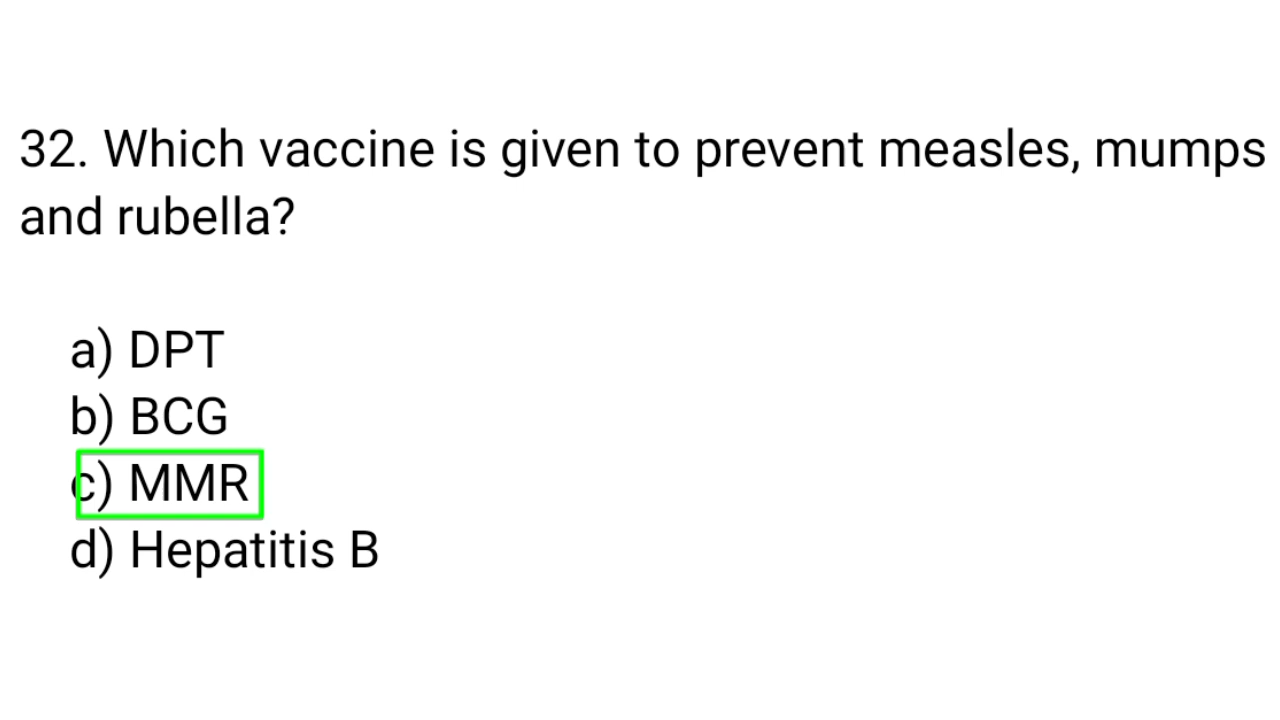 32. Which vaccine is given to prevent measles, mumps
and rubella?
a) DPT
b) BCG
c) MMR
d) Hepatitis B